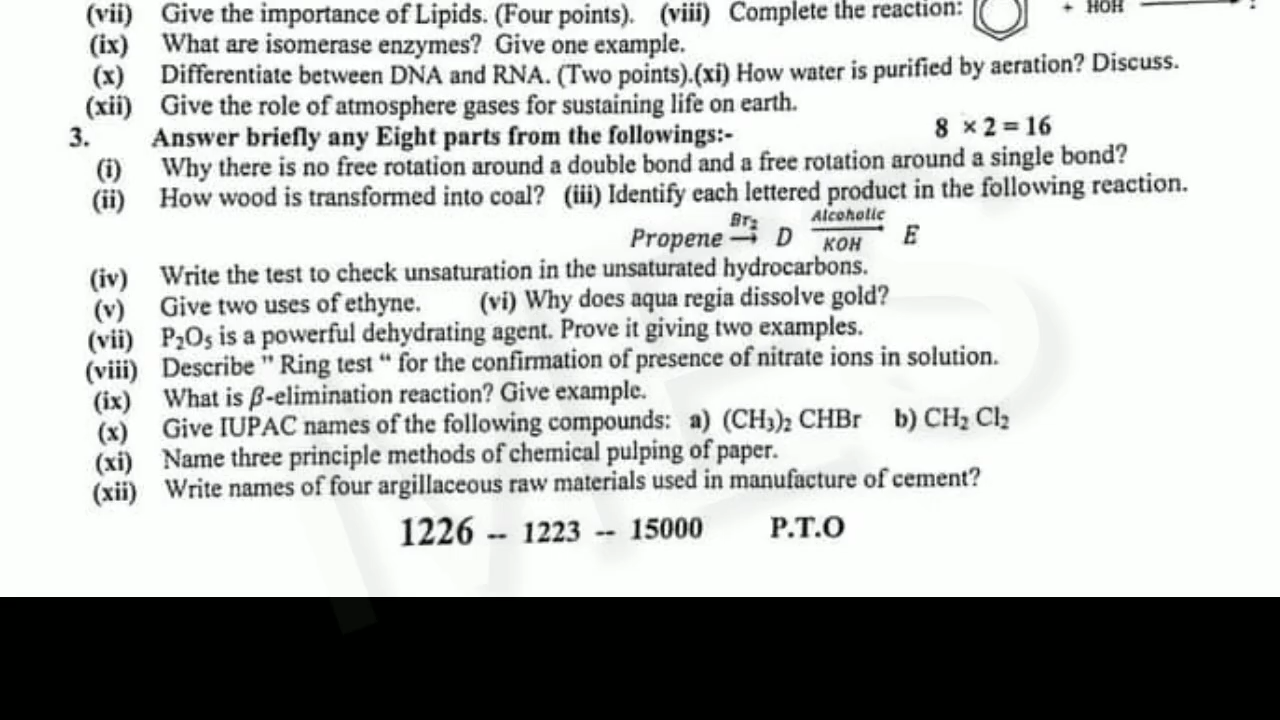 (vii) Give the importance of Lipids. (Four points). (viii) Complete the reaction: + HOH ⟶ ?
(ix) What are isomerase enzymes? Give one example.
(x) Differentiate between DNA and RNA. (Two points).(xi) How water is purified by aeration? Discuss.
(xii) Give the role of atmosphere gases for sustaining life on earth.
3. Answer briefly any Eight parts from the followings:- 8 × 2 = 16
(i) Why there is no free rotation around a double bond and a free rotation around a single bond?
(ii) How wood is transformed into coal? (iii) Identify each lettered product in the following reaction.
Propene Br₂→ D Alcoholic→KOH E
(iv) Write the test to check unsaturation in the unsaturated hydrocarbons.
(v) Give two uses of ethyne. (vi) Why does aqua regia dissolve gold?
(vii) P₂O₅ is a powerful dehydrating agent. Prove it giving two examples.
(viii) Describe " Ring test “ for the confirmation of presence of nitrate ions in solution.
(ix) What is β-elimination reaction? Give example.
(x) Give IUPAC names of the following compounds: a) (CH₃)₂ CHBr b) CH₂ Cl₂
(xi) Name three principle methods of chemical pulping of paper.
(xii) Write names of four argillaceous raw materials used in manufacture of cement?
1226 -- 1223 -- 15000 P.T.O